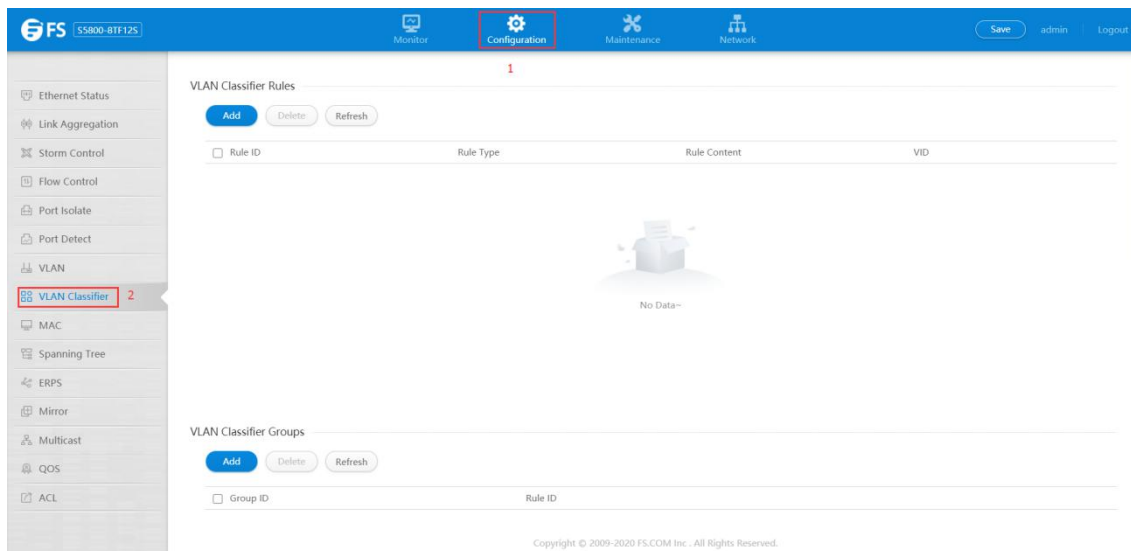 FS S5800-8TF12S Monitor Configuration Maintenance Network Save admin Logout
1
Ethernet Status
Link Aggregation
Storm Control
Flow Control
Port Isolate
Port Detect
VLAN
VLAN Classifier 2
MAC
Spanning Tree
ERPS
Mirror
Multicast
QOS
ACL
VLAN Classifier Rules
Add Delete Refresh
Rule ID Rule Type Rule Content VID
No Data~
VLAN Classifier Groups
Add Delete Refresh
Group ID Rule ID
Copyright © 2009-2020 FS.COM Inc . All Rights Reserved.